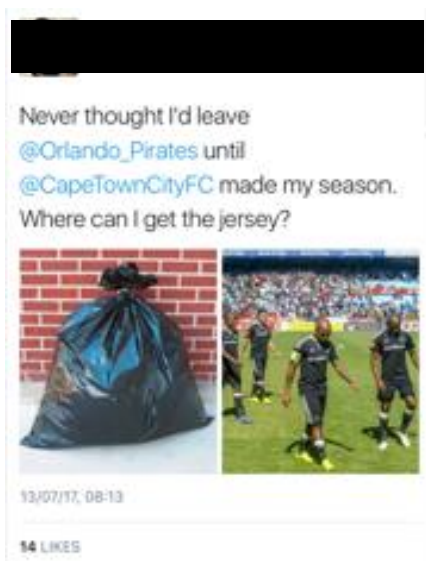 Never thought I'd leave
@Orlando_Pirates until
@CapeTownCityFC made my season.
Where can I get the jersey?
13/07/17, 08:13
14 LIKES